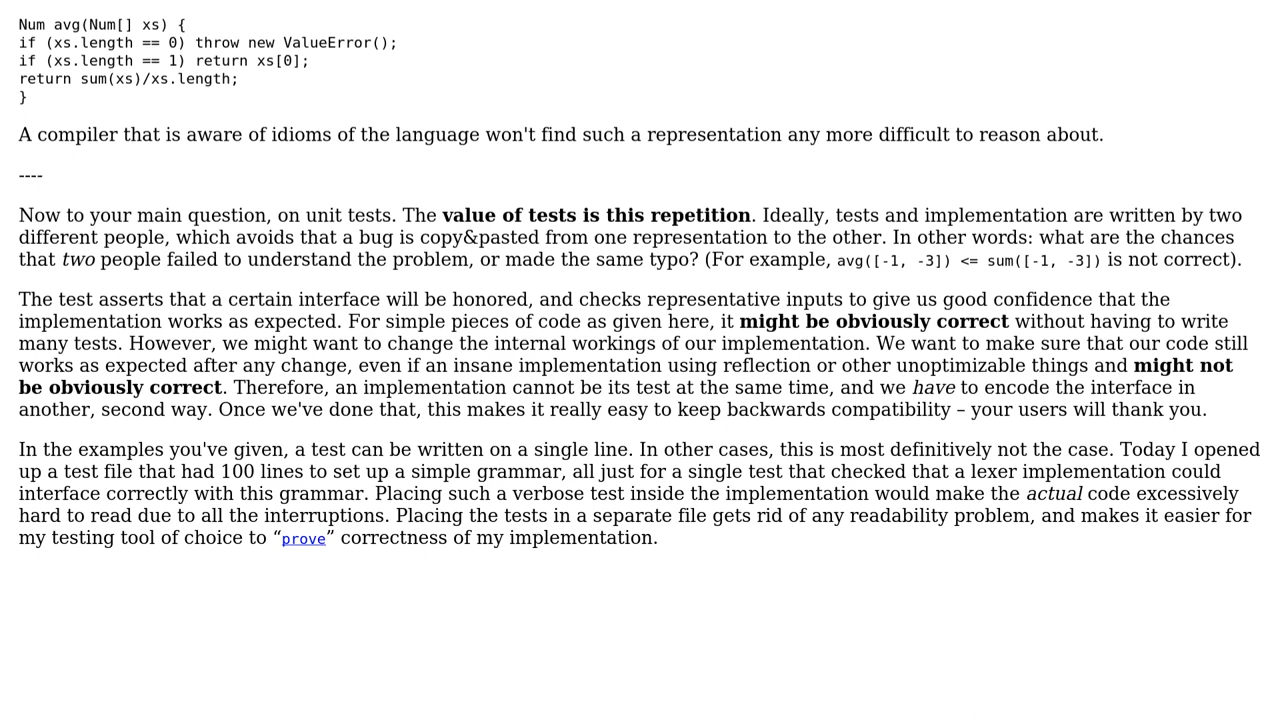 Num avg(Num[] xs) {
if (xs.length == 0) throw new ValueError();
if (xs.length == 1) return xs[0];
return sum(xs)/xs.length;
}
A compiler that is aware of idioms of the language won't find such a representation any more difficult to reason about.
----
Now to your main question, on unit tests. The value of tests is this repetition. Ideally, tests and implementation are written by two
different people, which avoids that a bug is copy&pasted from one representation to the other. In other words: what are the chances
that two people failed to understand the problem, or made the same typo? (For example, avg([-1, -3]) <= sum([-1, -3]) is not correct).
The test asserts that a certain interface will be honored, and checks representative inputs to give us good confidence that the
implementation works as expected. For simple pieces of code as given here, it might be obviously correct without having to write
many tests. However, we might want to change the internal workings of our implementation. We want to make sure that our code still
works as expected after any change, even if an insane implementation using reflection or other unoptimizable things and might not
be obviously correct. Therefore, an implementation cannot be its test at the same time, and we have to encode the interface in
another, second way. Once we've done that, this makes it really easy to keep backwards compatibility – your users will thank you.
In the examples you've given, a test can be written on a single line. In other cases, this is most definitively not the case. Today I opened
up a test file that had 100 lines to set up a simple grammar, all just for a single test that checked that a lexer implementation could
interface correctly with this grammar. Placing such a verbose test inside the implementation would make the actual code excessively
hard to read due to all the interruptions. Placing the tests in a separate file gets rid of any readability problem, and makes it easier for
my testing tool of choice to “prove” correctness of my implementation.